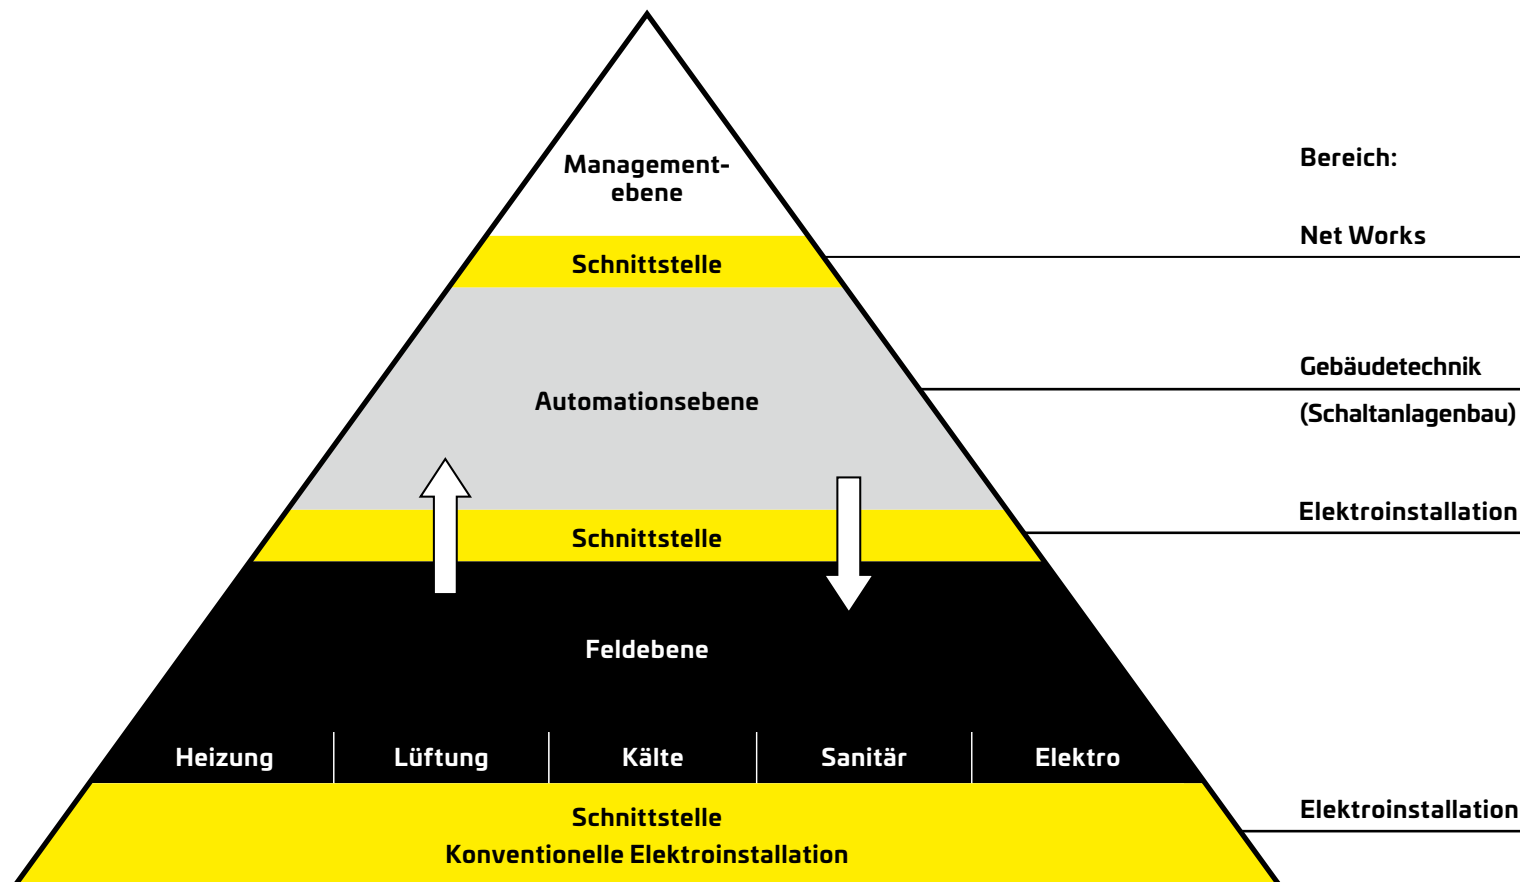 Management-
ebene
Bereich:
Net Works
Schnittstelle
Gebäudetechnik
Automationsebene
(Schaltanlagenbau)
Elektroinstallation
Schnittstelle
Feldebene
Heizung Lüftung Kälte Sanitär Elektro
Elektroinstallation
Schnittstelle
Konventionelle Elektroinstallation